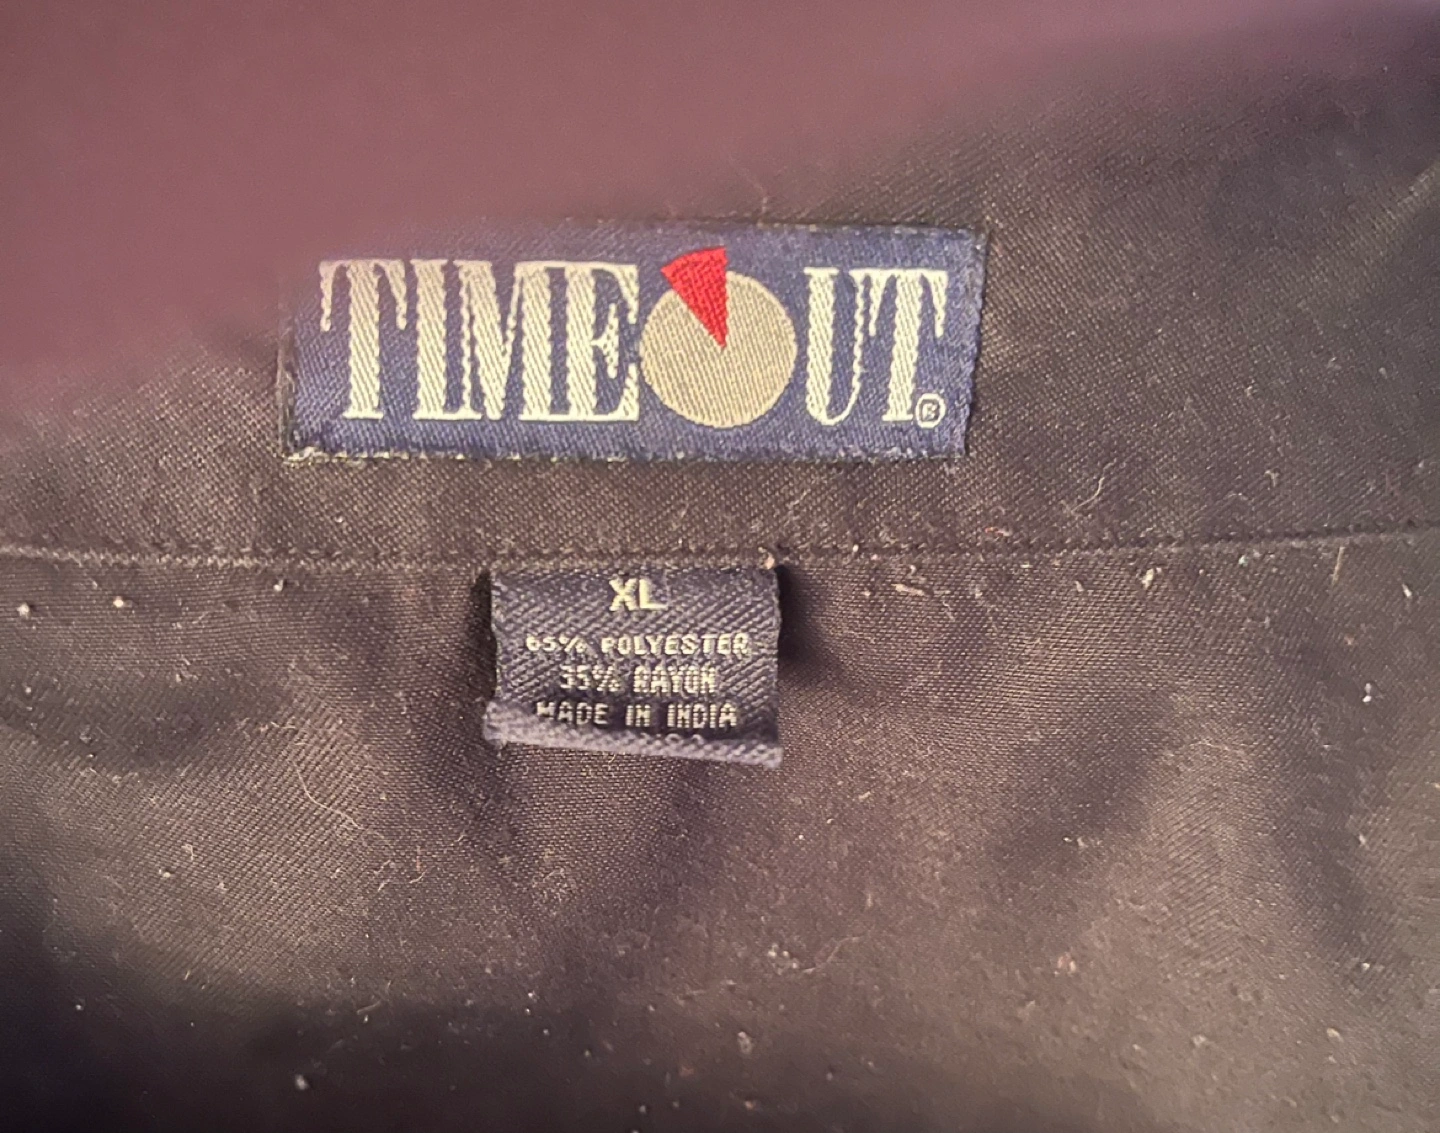 TIMEOUT®
XL
65% POLYESTER
35% RAYON
MADE IN INDIA